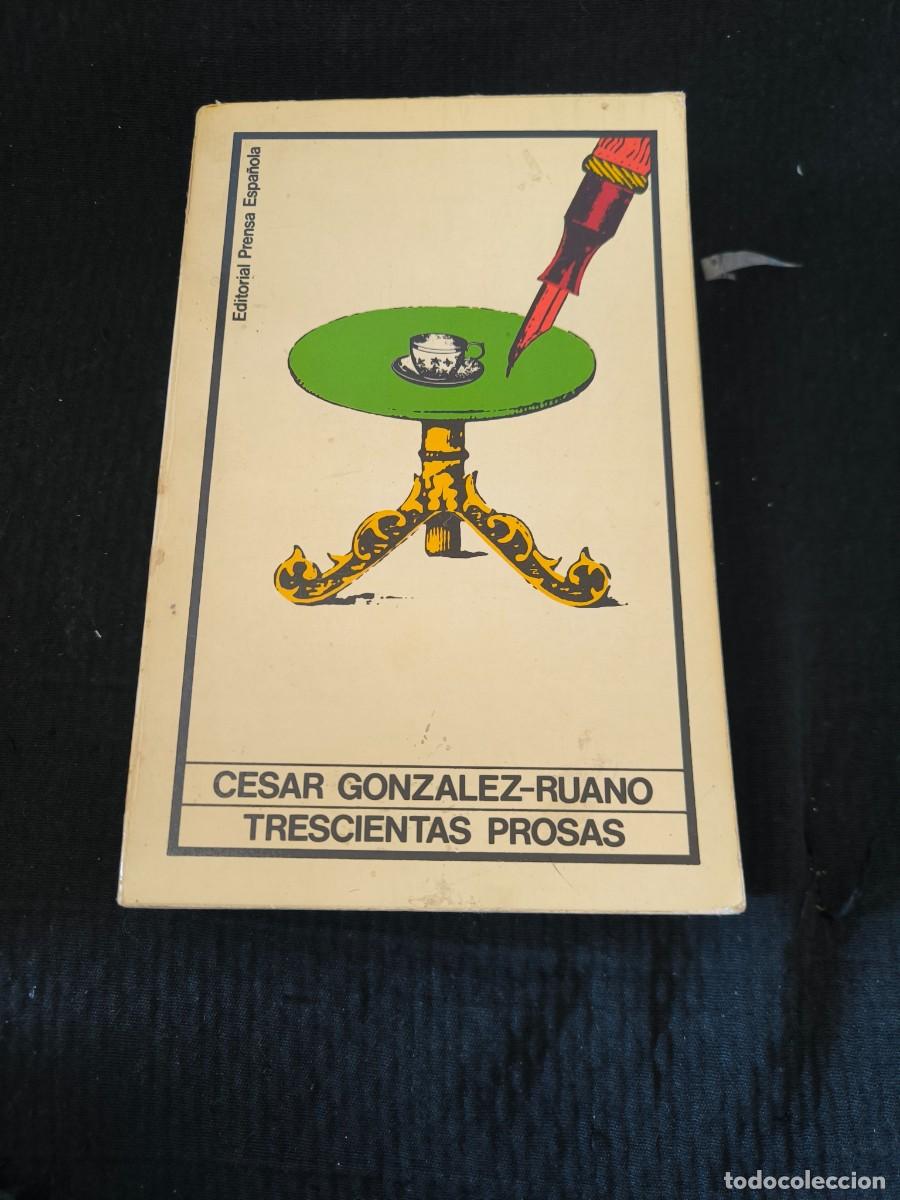 Editorial Prensa Española
CESAR GONZALEZ-RUANO
TRESCIENTAS PROSAS
todocoleccion